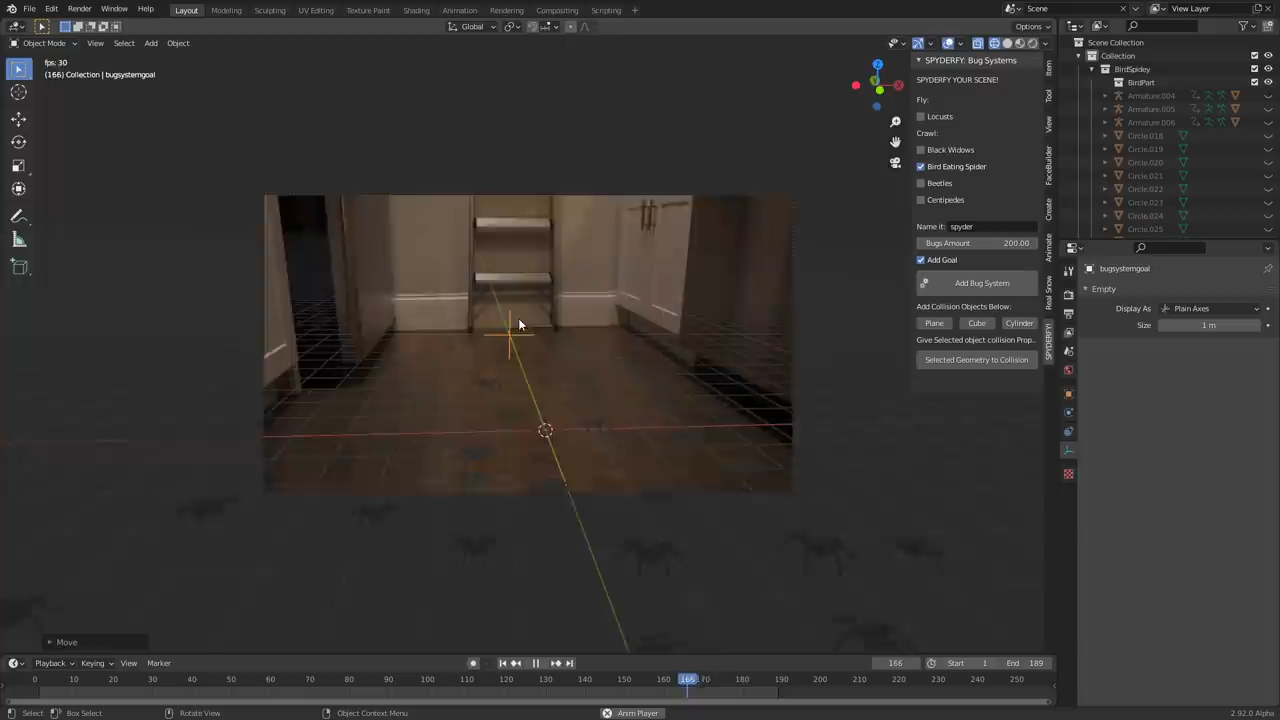 File Edit Render Window Help Layout Modeling Sculpting UV Editing Texture Paint Shading Animation Rendering Compositing Scripting + Scene View Layer
Global Options
Object Mode View Select Add Object
fps: 30
(166) Collection | bugsystemgoal
Z
Y
X
SPYDERFY: Bug Systems
SPYDERFY YOUR SCENE!
Fly:
Locusts
Crawl:
Black Widows
Bird Eating Spider
Beetles
Centipedes
Name it: spyder
Bugs Amount 200.00
Add Goal
Add Bug System
Add Collision Objects Below:
Plane Cube Cylinder
Give Selected object collision Prop...
Selected Geometry to Collision
Item
Tool
View
FaceBuilder
Create
Animate
Real Snow
SPYDERFY!
Scene Collection
Collection
BirdSpidey
BirdPart
Armature.004
Armature.005
Armature.006
Circle.018
Circle.019
Circle.020
Circle.021
Circle.022
Circle.023
Circle.024
Circle.025
bugsystemgoal
Empty
Display As Plain Axes
Size 1 m
Move
Playback Keying View Marker 166 Start 1 End 189
0 10 20 30 40 50 60 70 80 90 100 110 120 130 140 150 160 166 170 180 190 200 210 220 230 240 250
Select Box Select Rotate View Object Context Menu Anim Player 2.92.0 Alpha